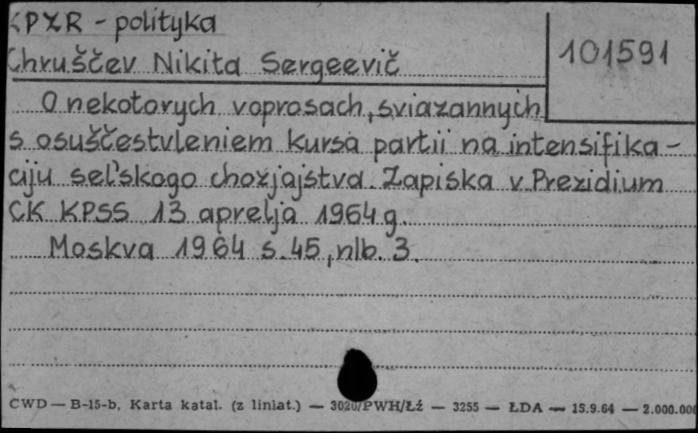 KPZR - polityka
Chruščev Nikita Sergeevič
101591
O nekotorych voprosach, sviazannych
s osuščestvleniem kursa partii na intensifika-
ciju sel'skogo chozjajstva. Zapiska v Prezidium
CK KPSS 13 aprelja 1964 g.
Moskva 1964 s. 45, nlb. 3.
CWD — B-15-b, Karta katal. (z liniat.) — 3020/PWH/Łź — 3255 — ŁDA — 15.9.64 — 2.000.000